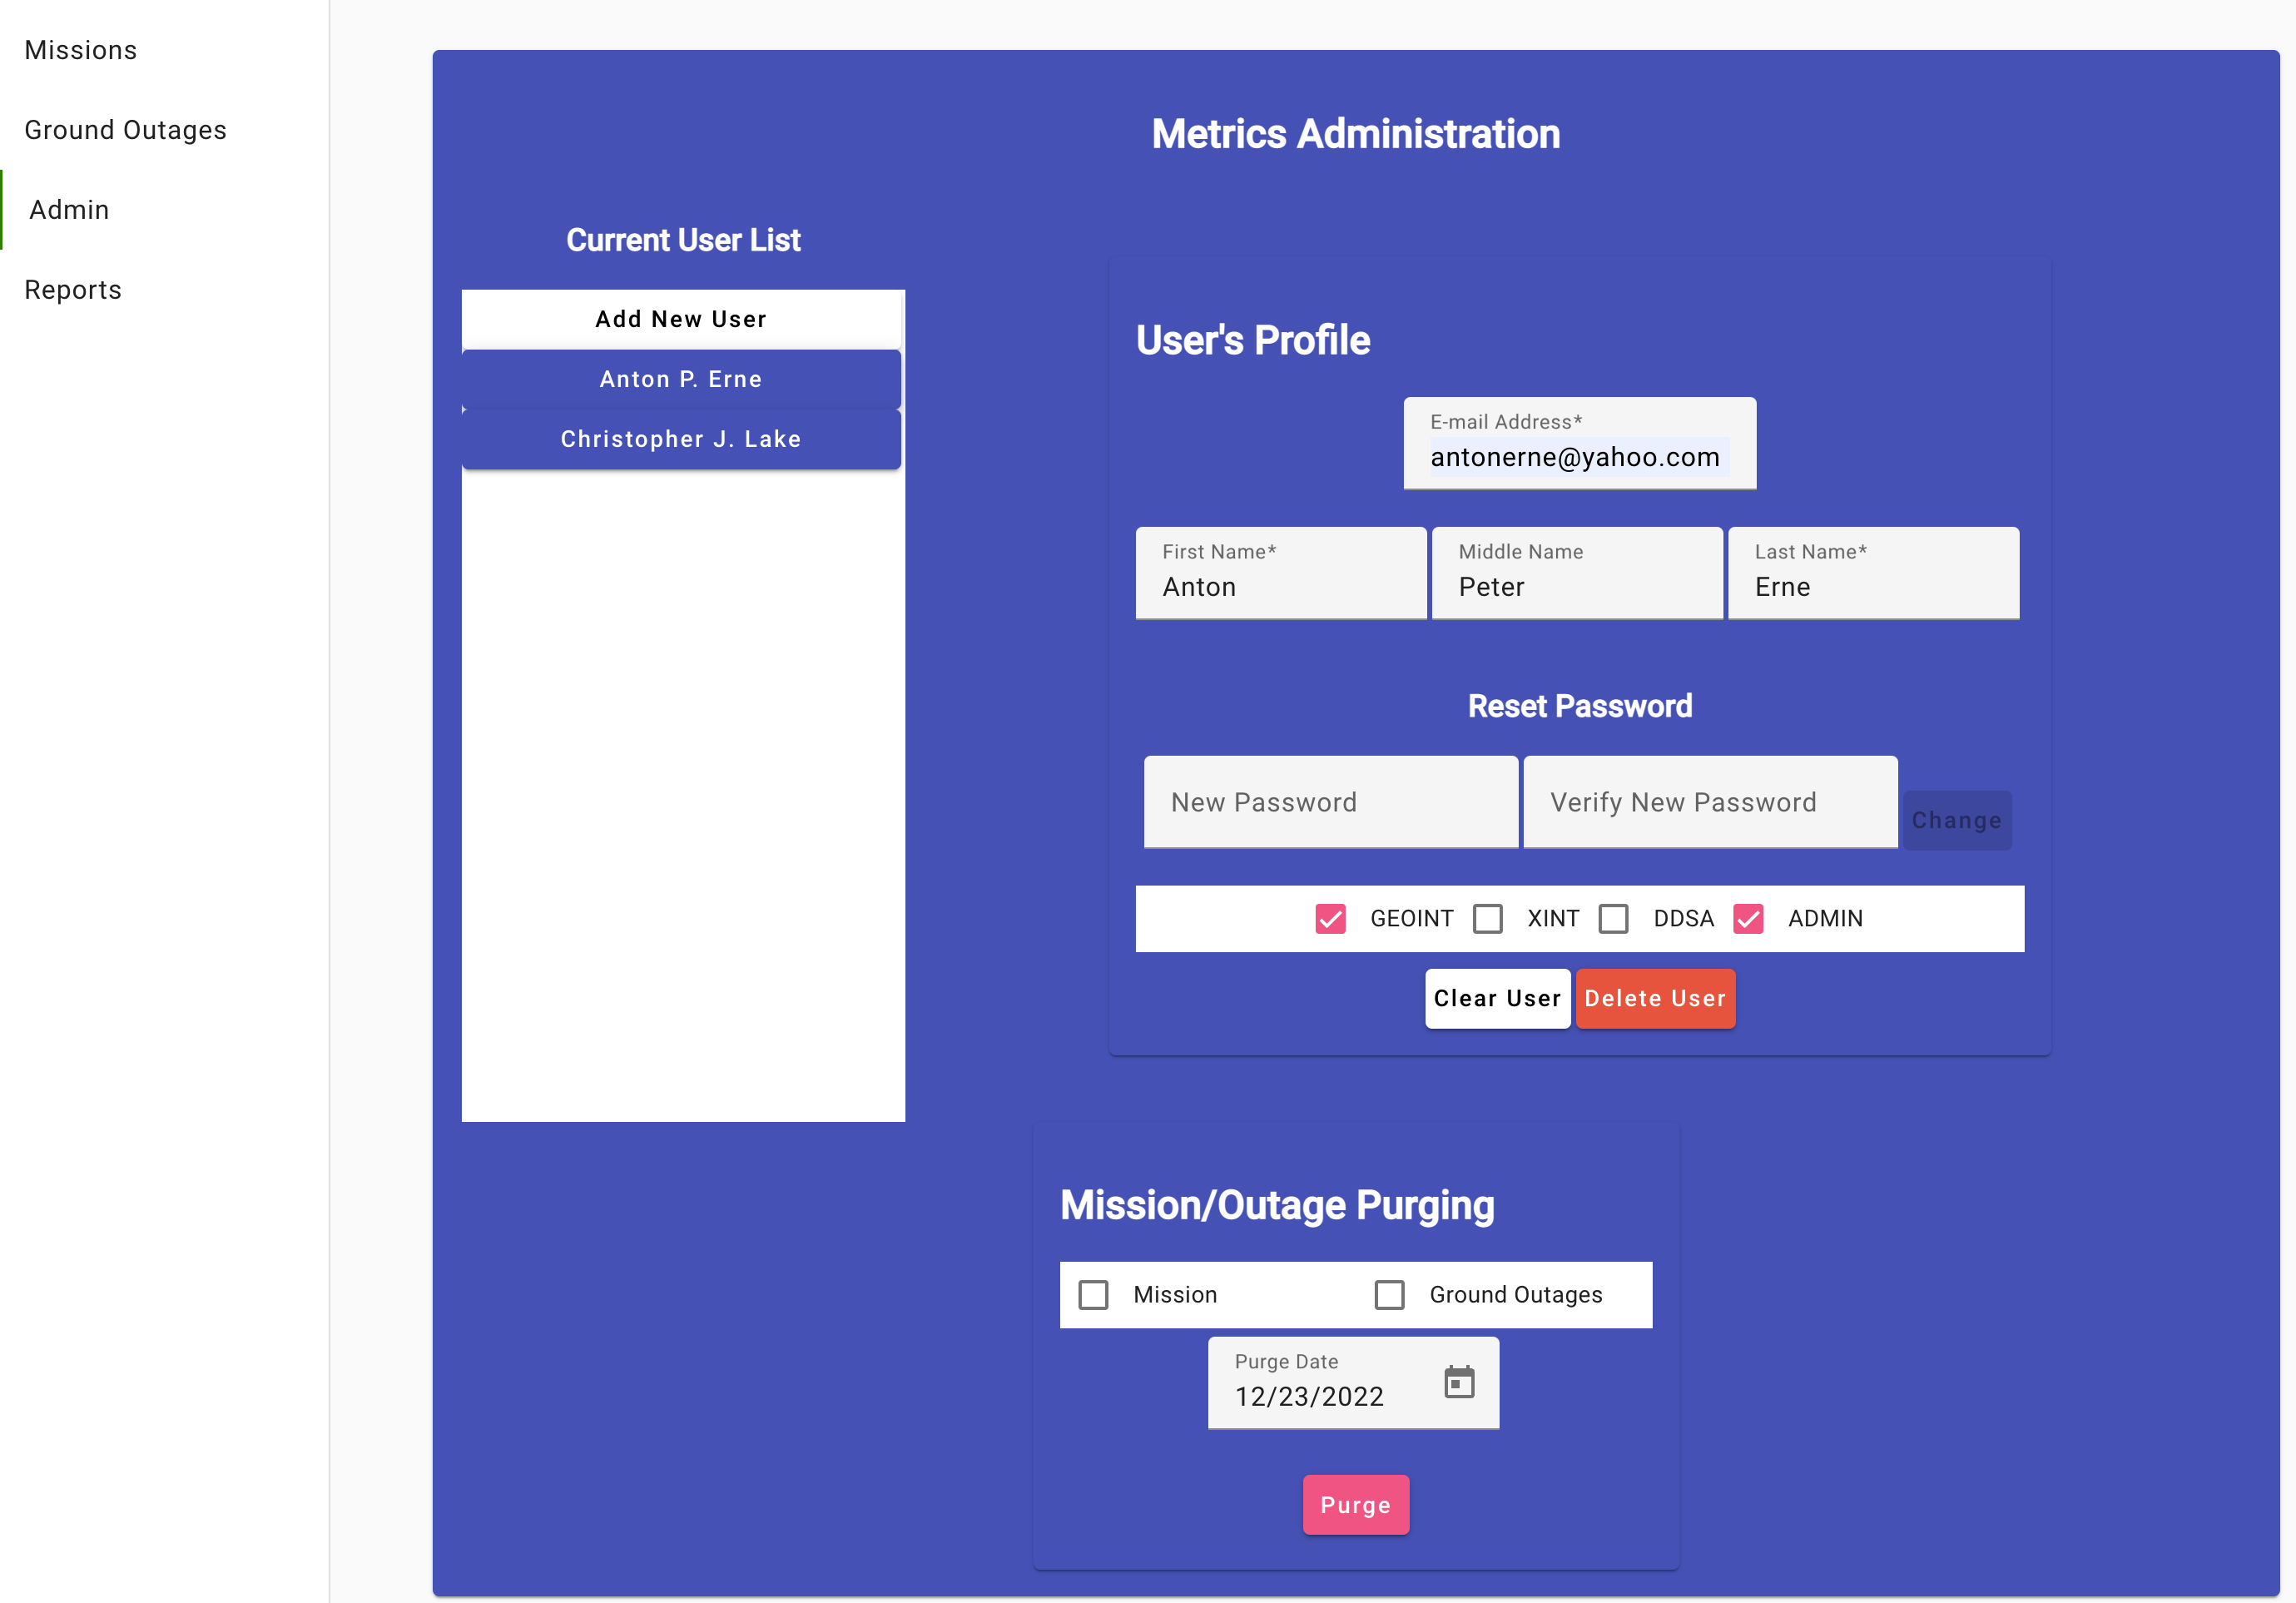 Missions
Ground Outages
Admin
Reports
Metrics Administration
Current User List
Add New User
Anton P. Erne
Christopher J. Lake
User's Profile
E-mail Address*
antonerne@yahoo.com
First Name* Middle Name Last Name*
Anton Peter Erne
Reset Password
New Password Verify New Password Change
GEOINT XINT DDSA ADMIN
Clear User Delete User
Mission/Outage Purging
Mission Ground Outages
Purge Date
12/23/2022
Purge